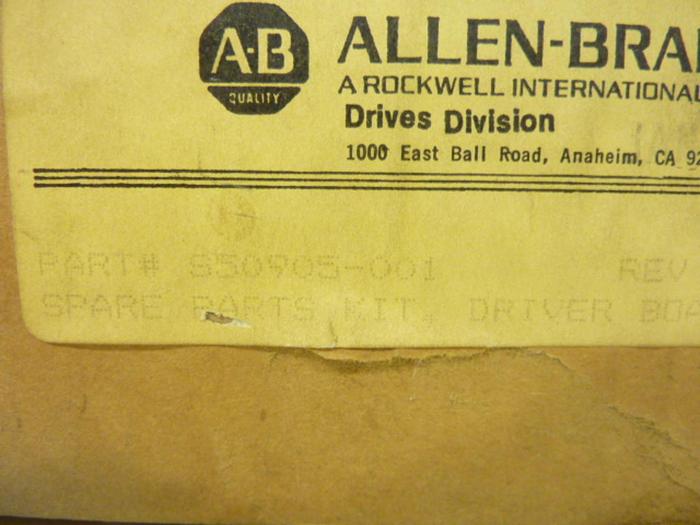 A-B
QUALITY
ALLEN-BRA
A ROCKWELL INTERNATIONAL
Drives Division
1000 East Ball Road, Anaheim, CA 92
PART# S50905-001 REV
SPARE PARTS KIT, DRIVER BOA